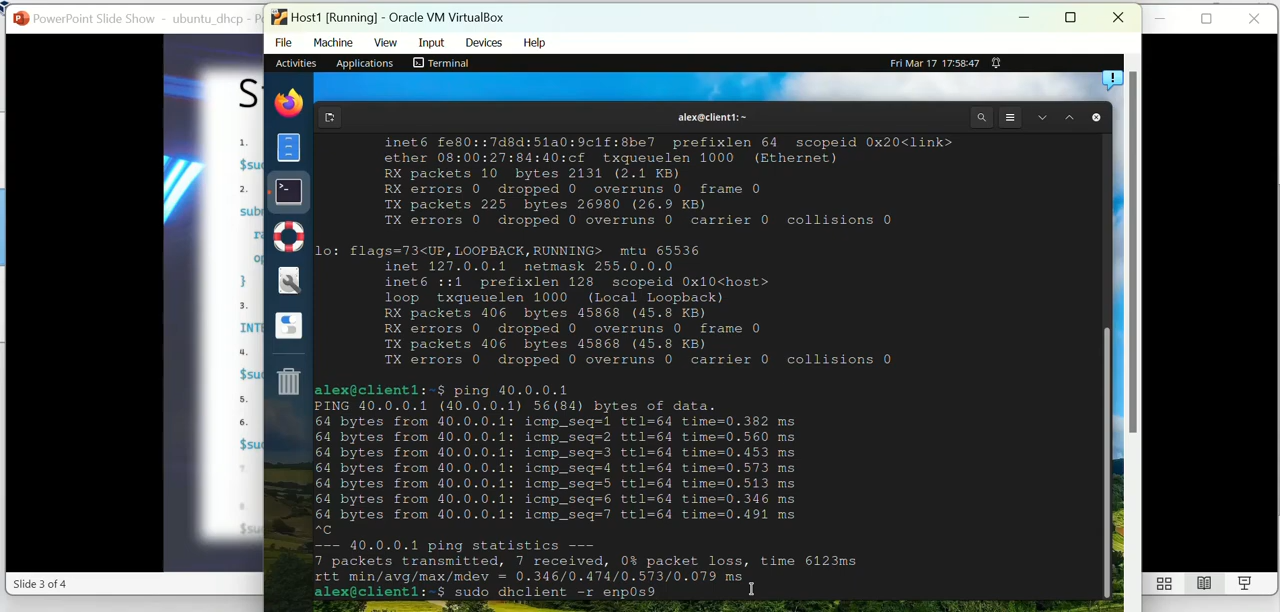 PowerPoint Slide Show - ubuntu_dhcp - Po
Host1 [Running] - Oracle VM VirtualBox
File Machine View Input Devices Help
Activities Applications Terminal Fri Mar 17 17:58:47
alex@client1: ~
inet6 fe80::7d8d:51a0:9c1f:8be7 prefixlen 64 scopeid 0x20<link>
ether 08:00:27:84:40:cf txqueuelen 1000 (Ethernet)
RX packets 10 bytes 2131 (2.1 KB)
RX errors 0 dropped 0 overruns 0 frame 0
TX packets 225 bytes 26980 (26.9 KB)
TX errors 0 dropped 0 overruns 0 carrier 0 collisions 0
lo: flags=73<UP,LOOPBACK,RUNNING> mtu 65536
inet 127.0.0.1 netmask 255.0.0.0
inet6 ::1 prefixlen 128 scopeid 0x10<host>
loop txqueuelen 1000 (Local Loopback)
RX packets 406 bytes 45868 (45.8 KB)
RX errors 0 dropped 0 overruns 0 frame 0
TX packets 406 bytes 45868 (45.8 KB)
TX errors 0 dropped 0 overruns 0 carrier 0 collisions 0
alex@client1:~$ ping 40.0.0.1
PING 40.0.0.1 (40.0.0.1) 56(84) bytes of data.
64 bytes from 40.0.0.1: icmp_seq=1 ttl=64 time=0.382 ms
64 bytes from 40.0.0.1: icmp_seq=2 ttl=64 time=0.560 ms
64 bytes from 40.0.0.1: icmp_seq=3 ttl=64 time=0.453 ms
64 bytes from 40.0.0.1: icmp_seq=4 ttl=64 time=0.573 ms
64 bytes from 40.0.0.1: icmp_seq=5 ttl=64 time=0.513 ms
64 bytes from 40.0.0.1: icmp_seq=6 ttl=64 time=0.346 ms
64 bytes from 40.0.0.1: icmp_seq=7 ttl=64 time=0.491 ms
^C
--- 40.0.0.1 ping statistics ---
7 packets transmitted, 7 received, 0% packet loss, time 6123ms
rtt min/avg/max/mdev = 0.346/0.474/0.573/0.079 ms
alex@client1:~$ sudo dhclient -r enp0s9
1.
$su
2.
subn
ra
op
}
3.
INTE
4.
$su
5.
6.
$su
$su
Slide 3 of 4